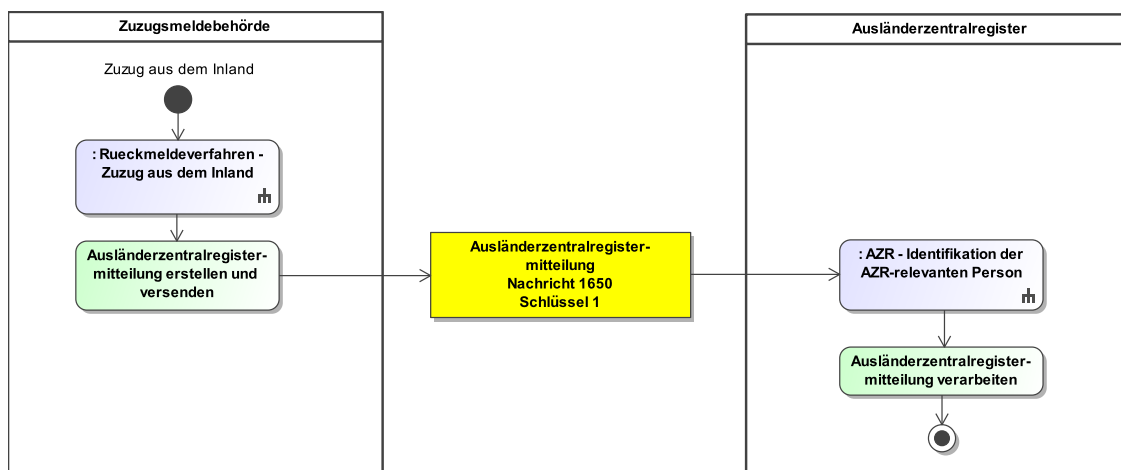 Zuzugsmeldebehörde
Zuzug aus dem Inland
: Rueckmeldeverfahren -
Zuzug aus dem Inland
Ausländerzentralregister-
mitteilung erstellen und
versenden
Ausländerzentralregister-
mitteilung
Nachricht 1650
Schlüssel 1
Ausländerzentralregister
: AZR - Identifikation der
AZR-relevanten Person
Ausländerzentralregister-
mitteilung verarbeiten